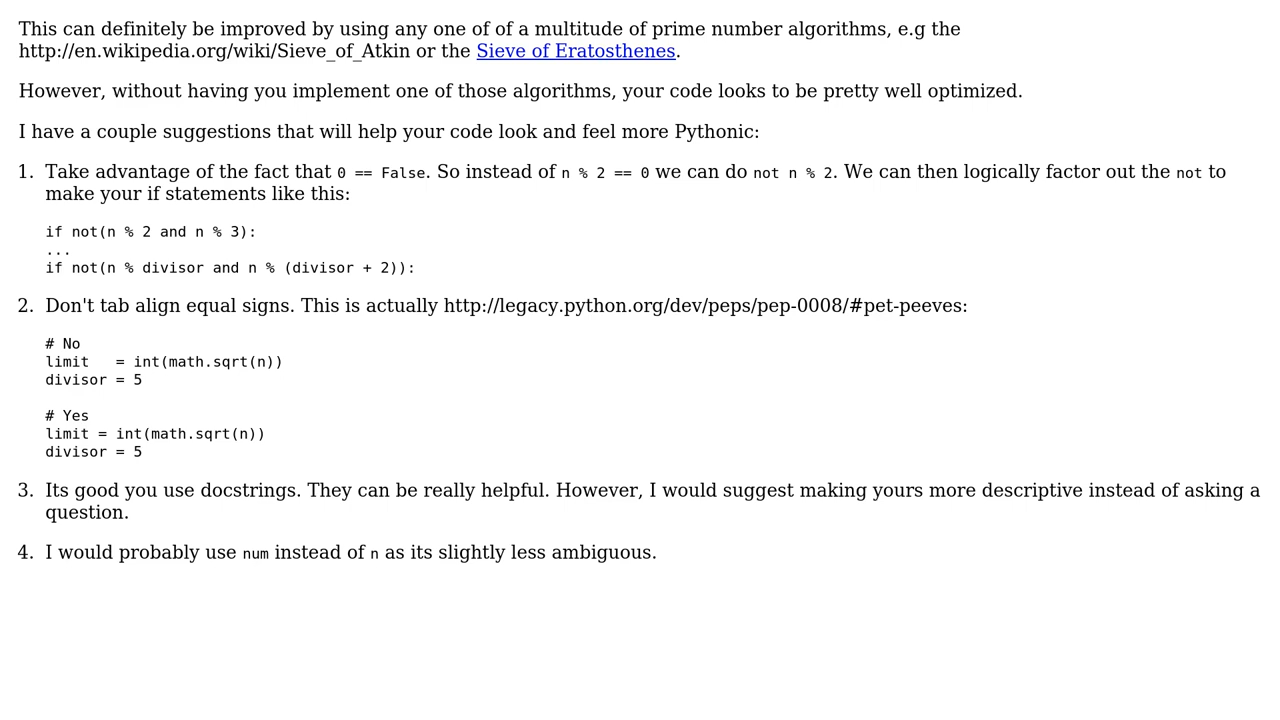 This can definitely be improved by using any one of of a multitude of prime number algorithms, e.g the
http://en.wikipedia.org/wiki/Sieve_of_Atkin or the Sieve of Eratosthenes.
However, without having you implement one of those algorithms, your code looks to be pretty well optimized.
I have a couple suggestions that will help your code look and feel more Pythonic:
1. Take advantage of the fact that 0 == False. So instead of n % 2 == 0 we can do not n % 2. We can then logically factor out the not to
make your if statements like this:
if not(n % 2 and n % 3):
...
if not(n % divisor and n % (divisor + 2)):
2. Don't tab align equal signs. This is actually http://legacy.python.org/dev/peps/pep-0008/#pet-peeves:
# No
limit   = int(math.sqrt(n))
divisor = 5
# Yes
limit = int(math.sqrt(n))
divisor = 5
3. Its good you use docstrings. They can be really helpful. However, I would suggest making yours more descriptive instead of asking a
question.
4. I would probably use num instead of n as its slightly less ambiguous.